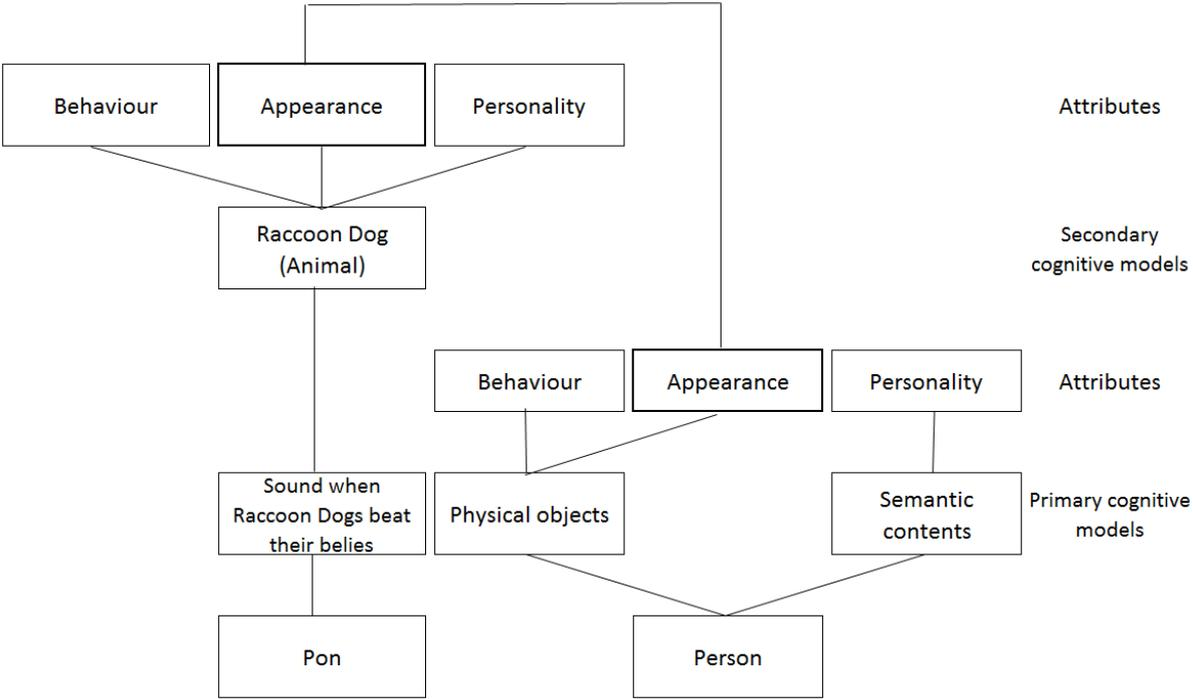 Behaviour
Appearance
Personality
Attributes
Raccoon Dog
(Animal)
Secondary
cognitive models
Behaviour
Appearance
Personality
Attributes
Sound when
Raccoon Dogs beat
their belies
Physical objects
Semantic
contents
Primary cognitive
models
Pon
Person